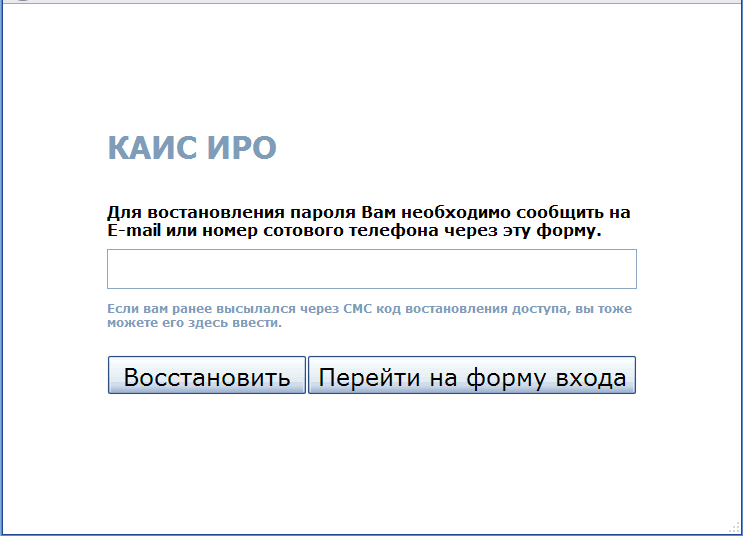 КАИС ИРО
Для востановления пароля Вам необходимо сообщить на
E-mail или номер сотового телефона через эту форму.
Если вам ранее высылался через СМС код востановления доступа, вы тоже
можете его здесь ввести.
Восстановить Перейти на форму входа